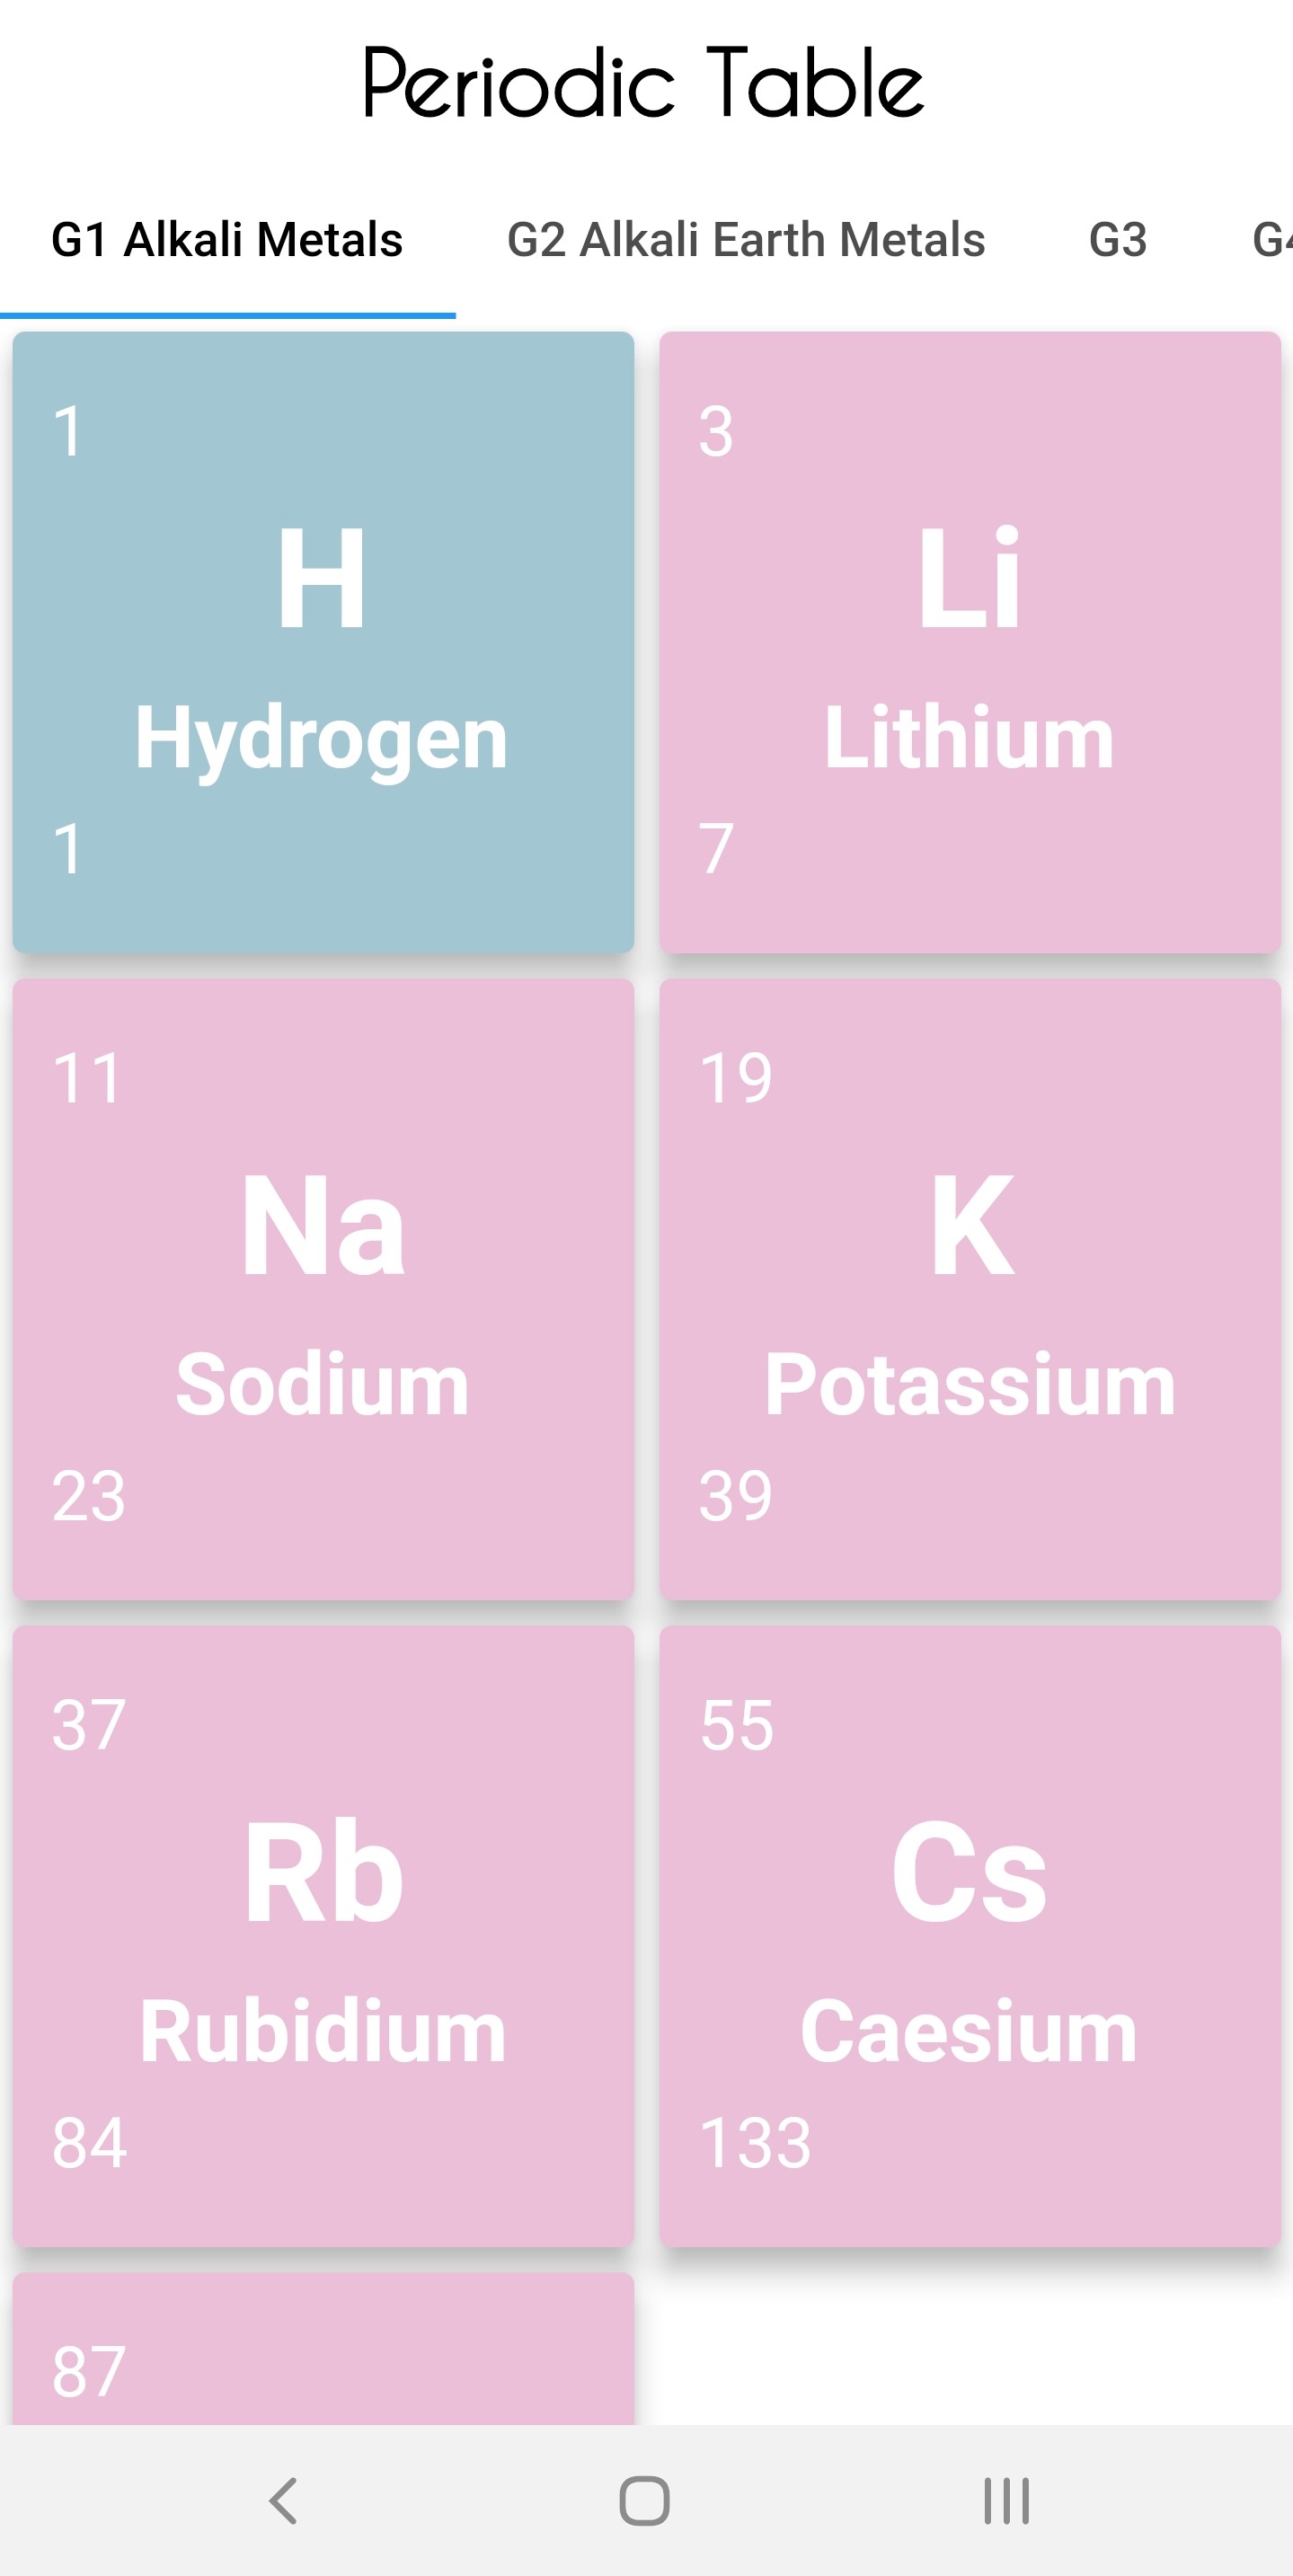 Periodic Table
G1 Alkali Metals G2 Alkali Earth Metals G3 G4
1
H
Hydrogen
1
3
Li
Lithium
7
11
Na
Sodium
23
19
K
Potassium
39
37
Rb
Rubidium
84
55
Cs
Caesium
133
87